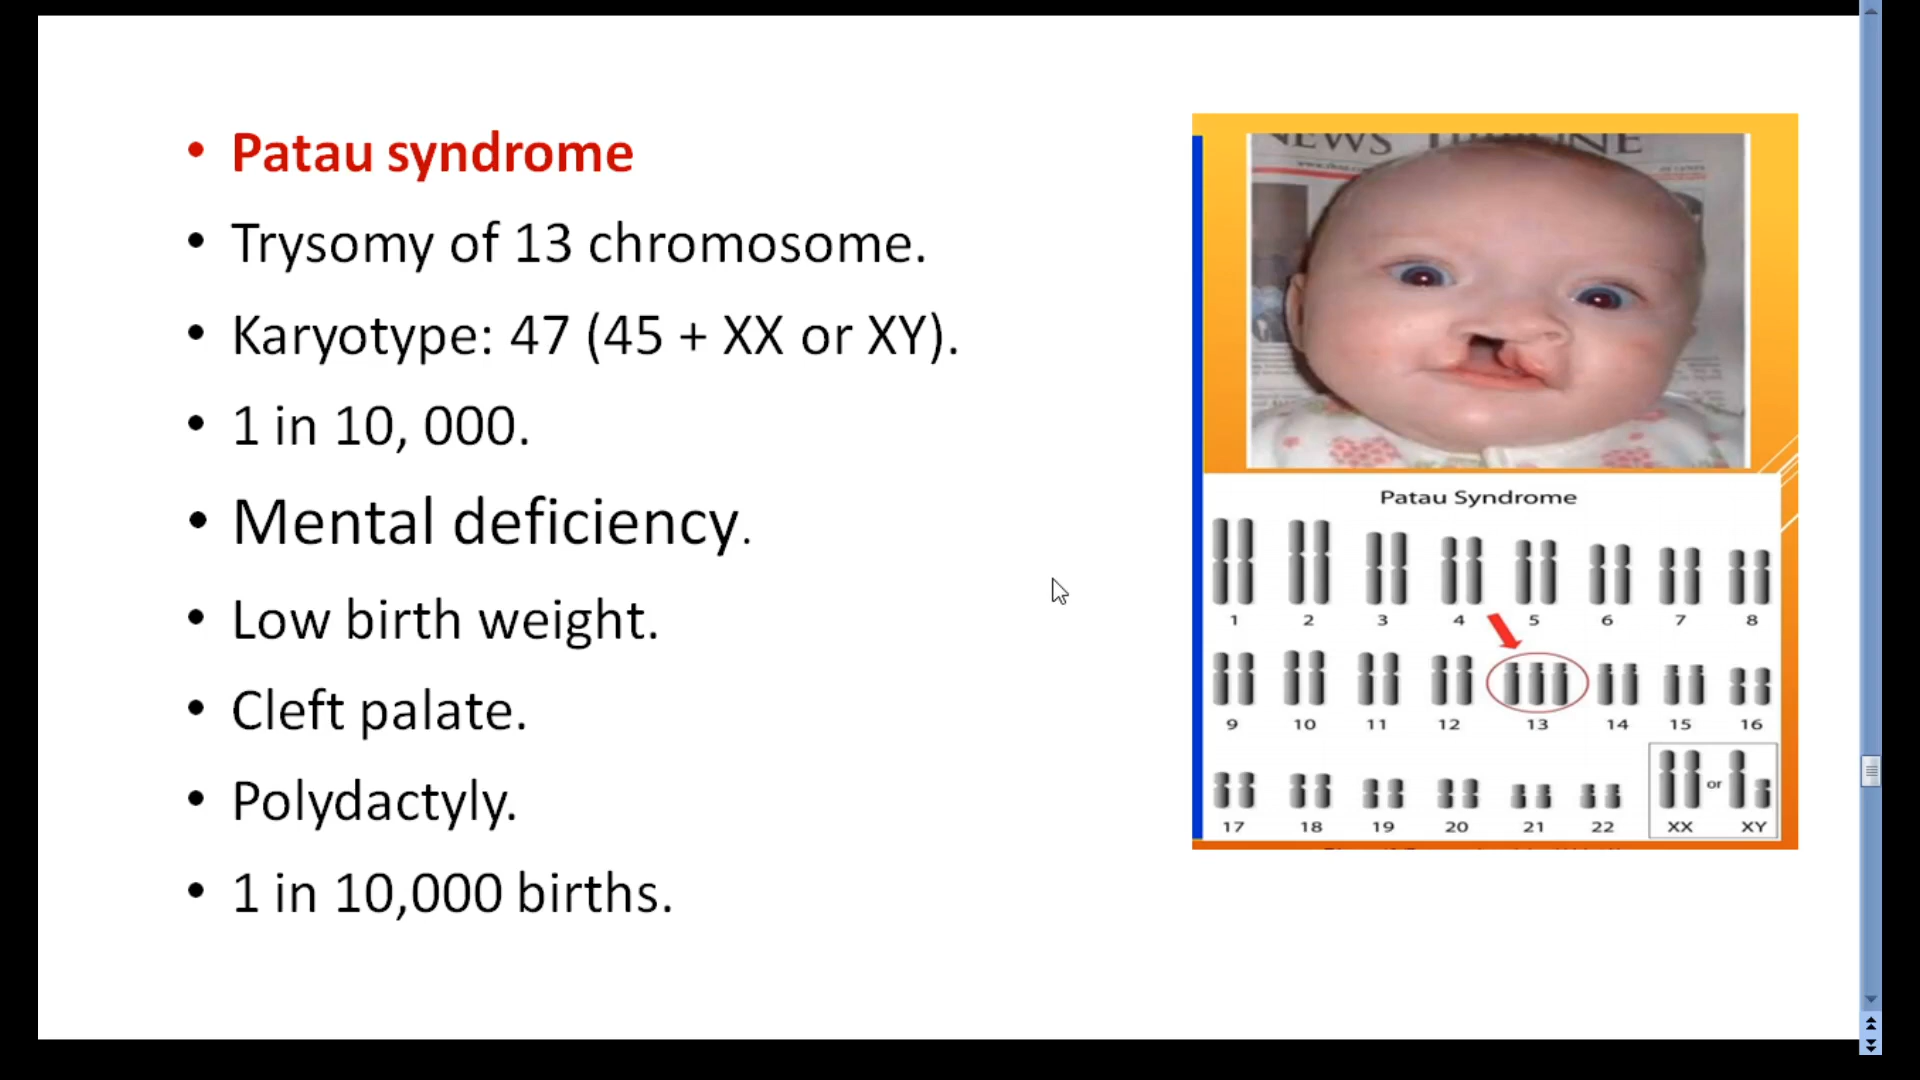 • Patau syndrome
• Trysomy of 13 chromosome.
• Karyotype: 47 (45 + XX or XY).
• 1 in 10, 000.
• Mental deficiency.
• Low birth weight.
• Cleft palate.
• Polydactyly.
• 1 in 10,000 births.
NEWS
Patau Syndrome
1 2 3 4 5 6 7 8
9 10 11 12 13 14 15 16
or
17 18 19 20 21 22 XX XY